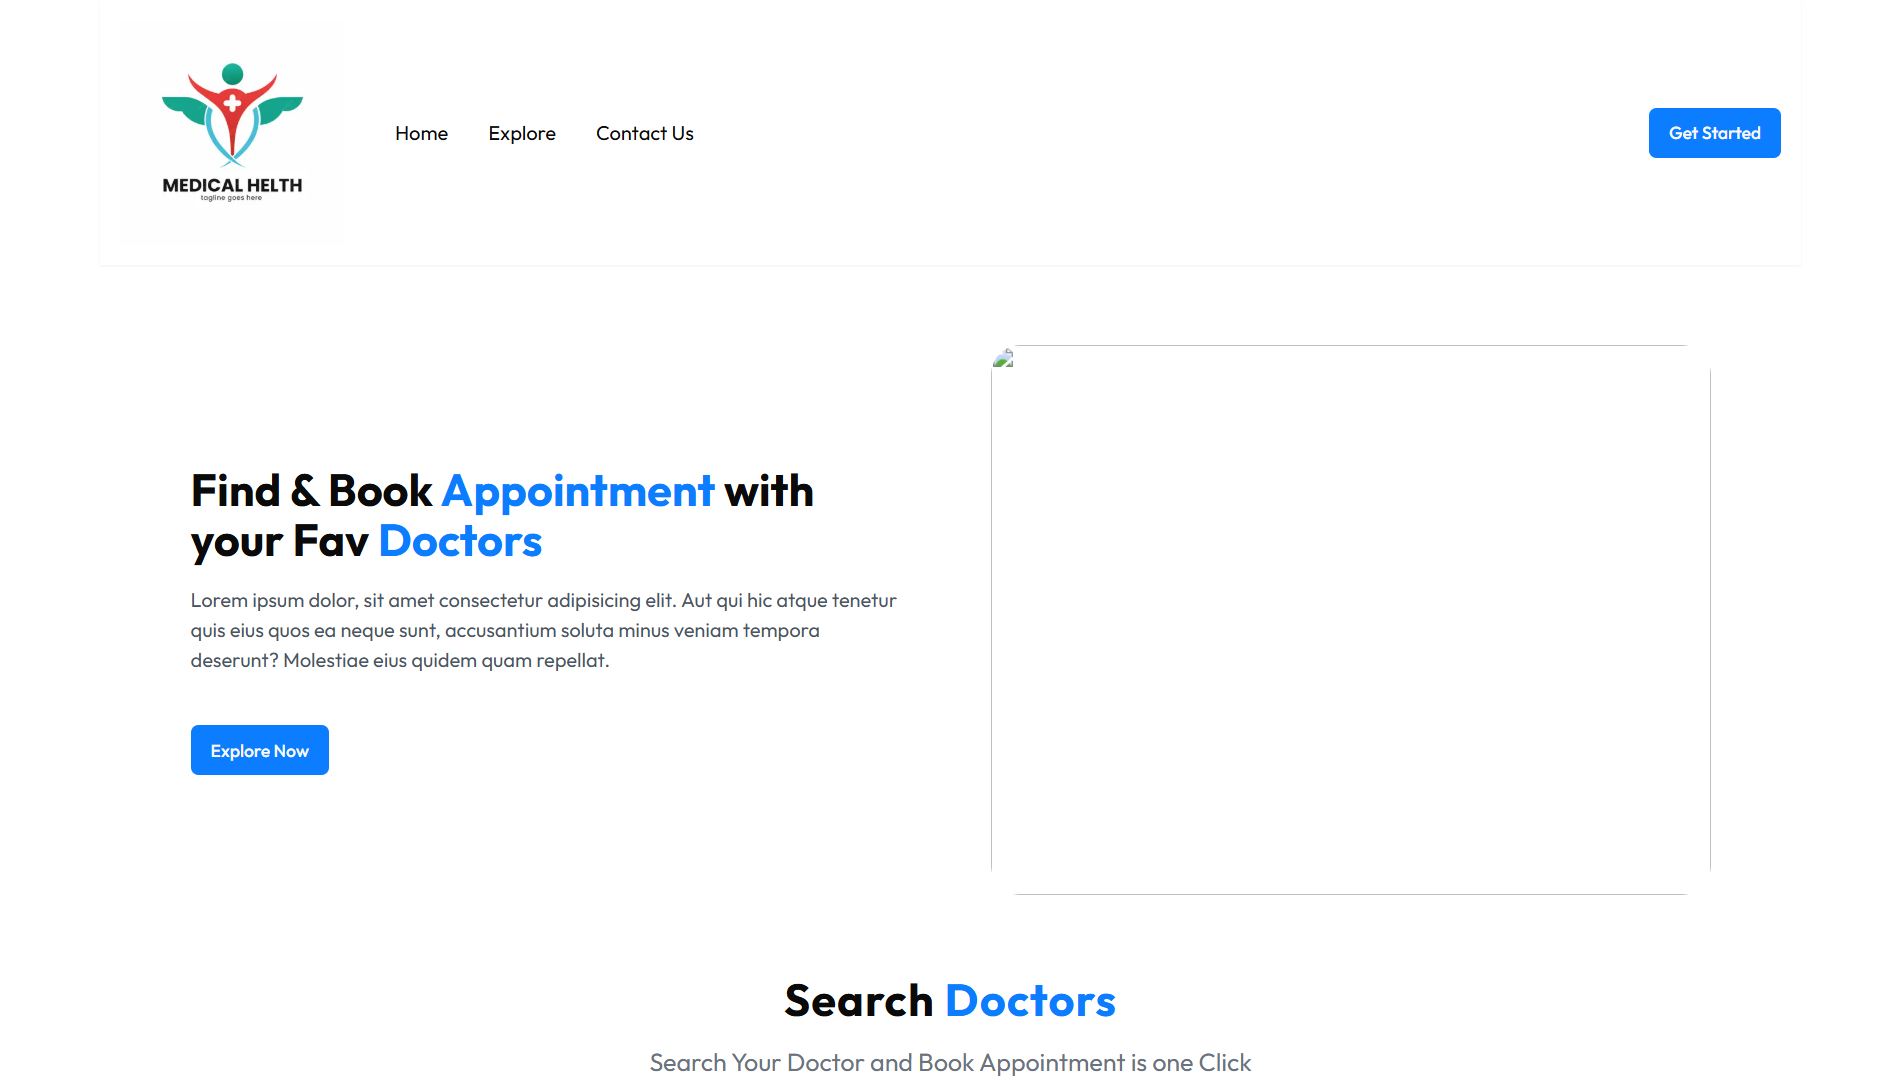 MEDICAL HELTH
tagline goes here
Home
Explore
Contact Us
Get Started
Find & Book Appointment with
your Fav Doctors
Lorem ipsum dolor, sit amet consectetur adipisicing elit. Aut qui hic atque tenetur
quis eius quos ea neque sunt, accusantium soluta minus veniam tempora
deserunt? Molestiae eius quidem quam repellat.
Explore Now
Search Doctors
Search Your Doctor and Book Appointment is one Click